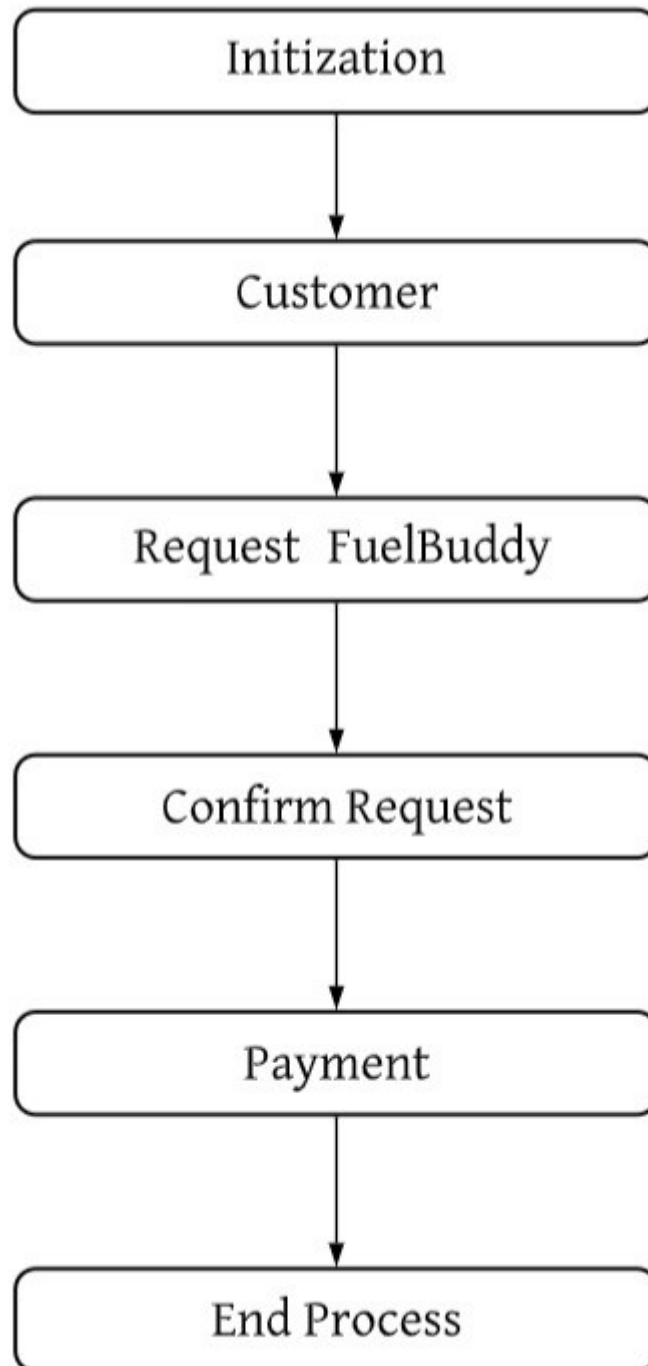 Initization
Customer
Request FuelBuddy
Confirm Request
Payment
End Process